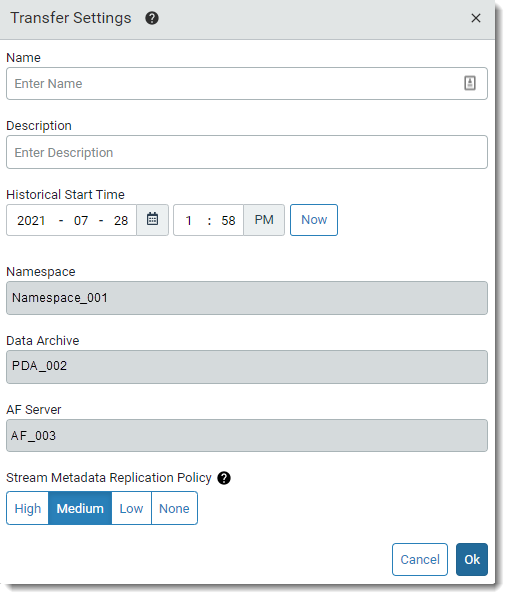 Transfer Settings ?
Name
Enter Name
Description
Enter Description
Historical Start Time
2021 - 07 - 28 1 : 58 PM Now
Namespace
Namespace_001
Data Archive
PDA_002
AF Server
AF_003
Stream Metadata Replication Policy ?
High Medium Low None
Cancel Ok